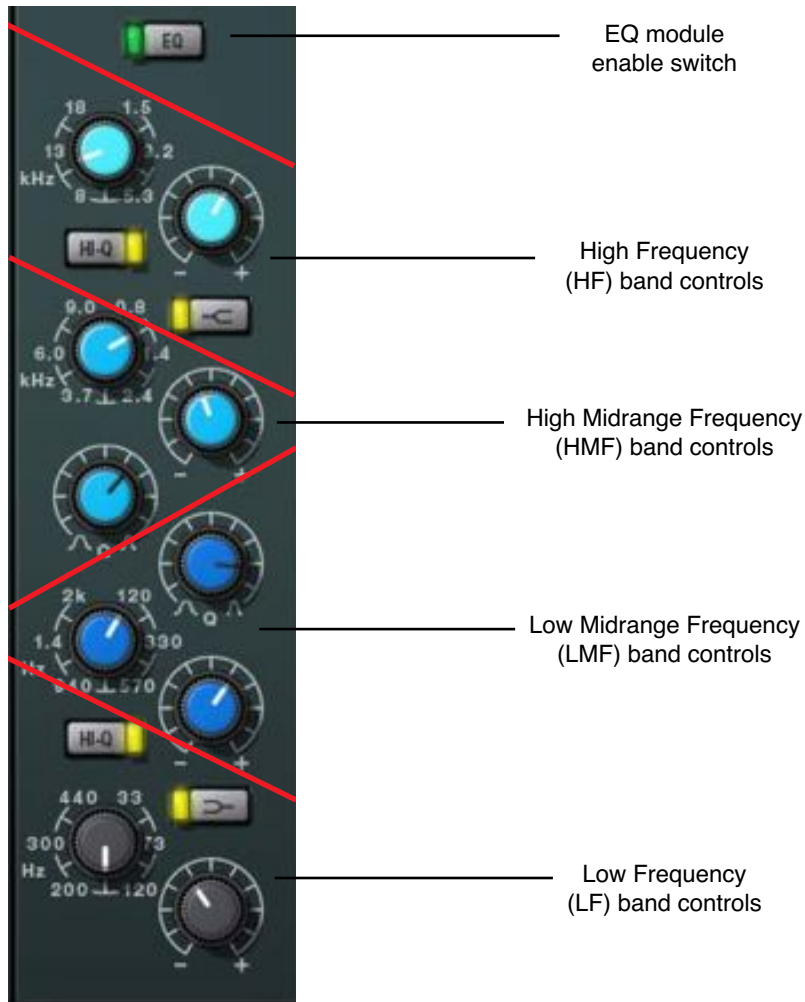 EQ
EQ module
enable switch
18 1.5
13 3.2
kHz
8 5.3
HI-Q
- +
High Frequency
(HF) band controls
9.0 0.8
6.0 1.4
kHz
3.7 2.4
- +
High Midrange Frequency
(HMF) band controls
Q
Q
2k 120
1.4 330
Hz
940 570
Low Midrange Frequency
(LMF) band controls
- +
HI-Q
440 33
300 73
Hz
200 120
- +
Low Frequency
(LF) band controls